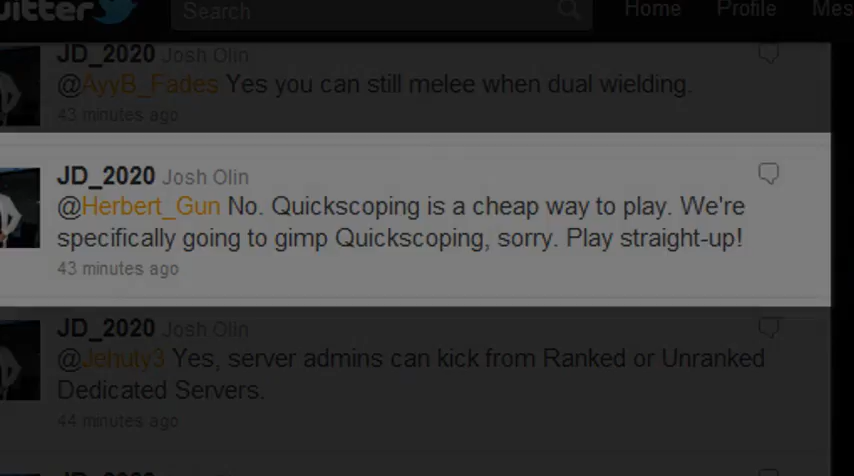 Search
Home Profile
JD_2020 Josh Olin
@AyyB_Fades Yes you can still melee when dual wielding.
43 minutes ago
JD_2020 Josh Olin
@Herbert_Gun No. Quickscoping is a cheap way to play. We're
specifically going to gimp Quickscoping, sorry. Play straight-up!
43 minutes ago
JD_2020 Josh Olin
@Jehuty3 Yes, server admins can kick from Ranked or Unranked
Dedicated Servers.
44 minutes ago